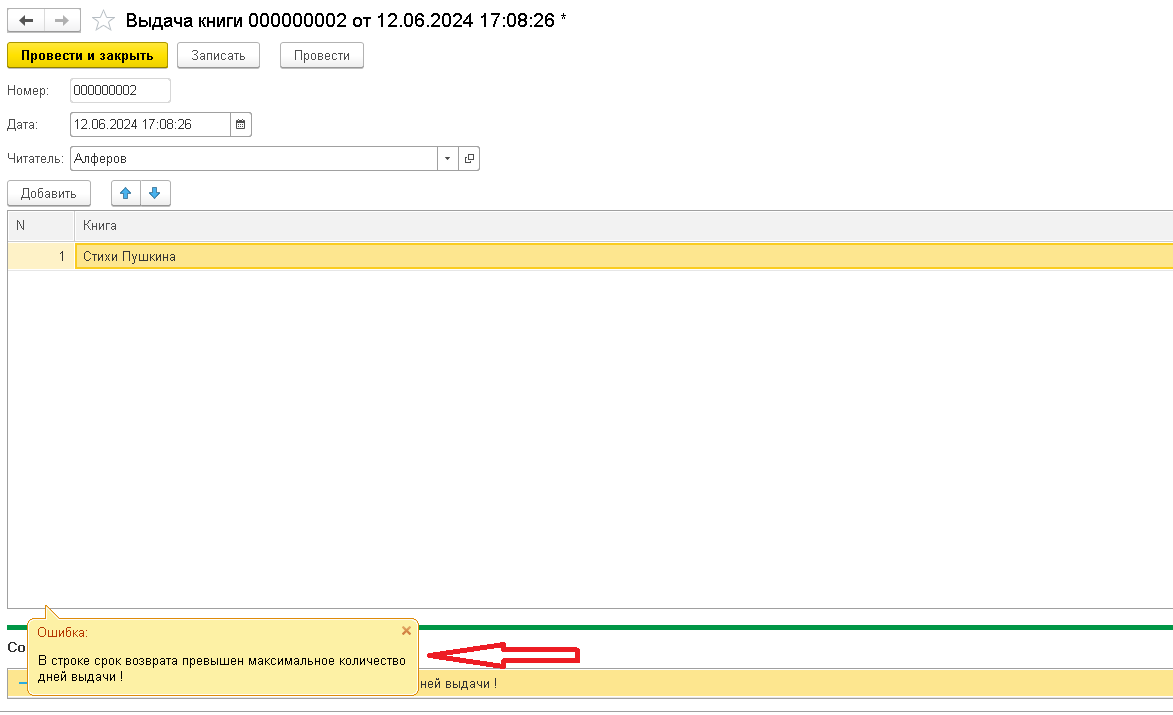 Выдача книги 000000002 от 12.06.2024 17:08:26 *
Провести и закрыть Записать Провести
Номер: 000000002
Дата: 12.06.2024 17:08:26
Читатель: Алферов
Добавить
N Книга
1 Стихи Пушкина
Ошибка:
Со
В строке срок возврата превышен максимальное количество
дней выдачи !
ней выдачи !